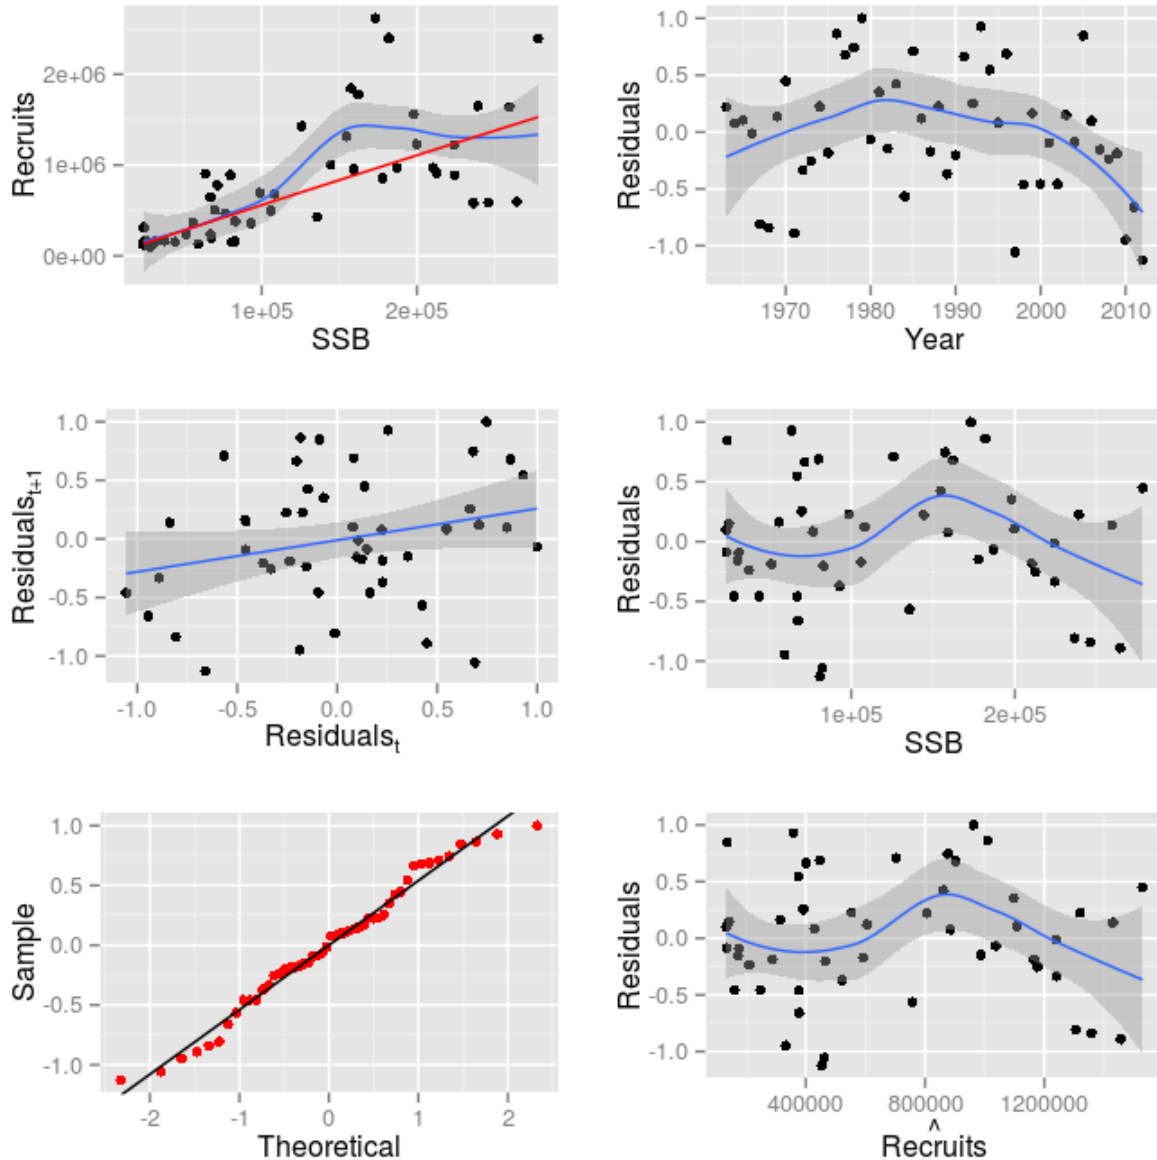 Recruits
2e+06
1e+06
0e+00
1e+05 2e+05
SSB
Residuals
1.0
0.5
0.0
-0.5
-1.0
1970 1980 1990 2000 2010
Year
Residuals_{t+1}
1.0
0.5
0.0
-0.5
-1.0
-1.0 -0.5 0.0 0.5 1.0
Residuals_t
Residuals
1.0
0.5
0.0
-0.5
-1.0
1e+05 2e+05
SSB
Sample
1.0
0.5
0.0
-0.5
-1.0
-2 -1 0 1 2
Theoretical
Residuals
1.0
0.5
0.0
-0.5
-1.0
400000 800000 1200000
^
Recruits